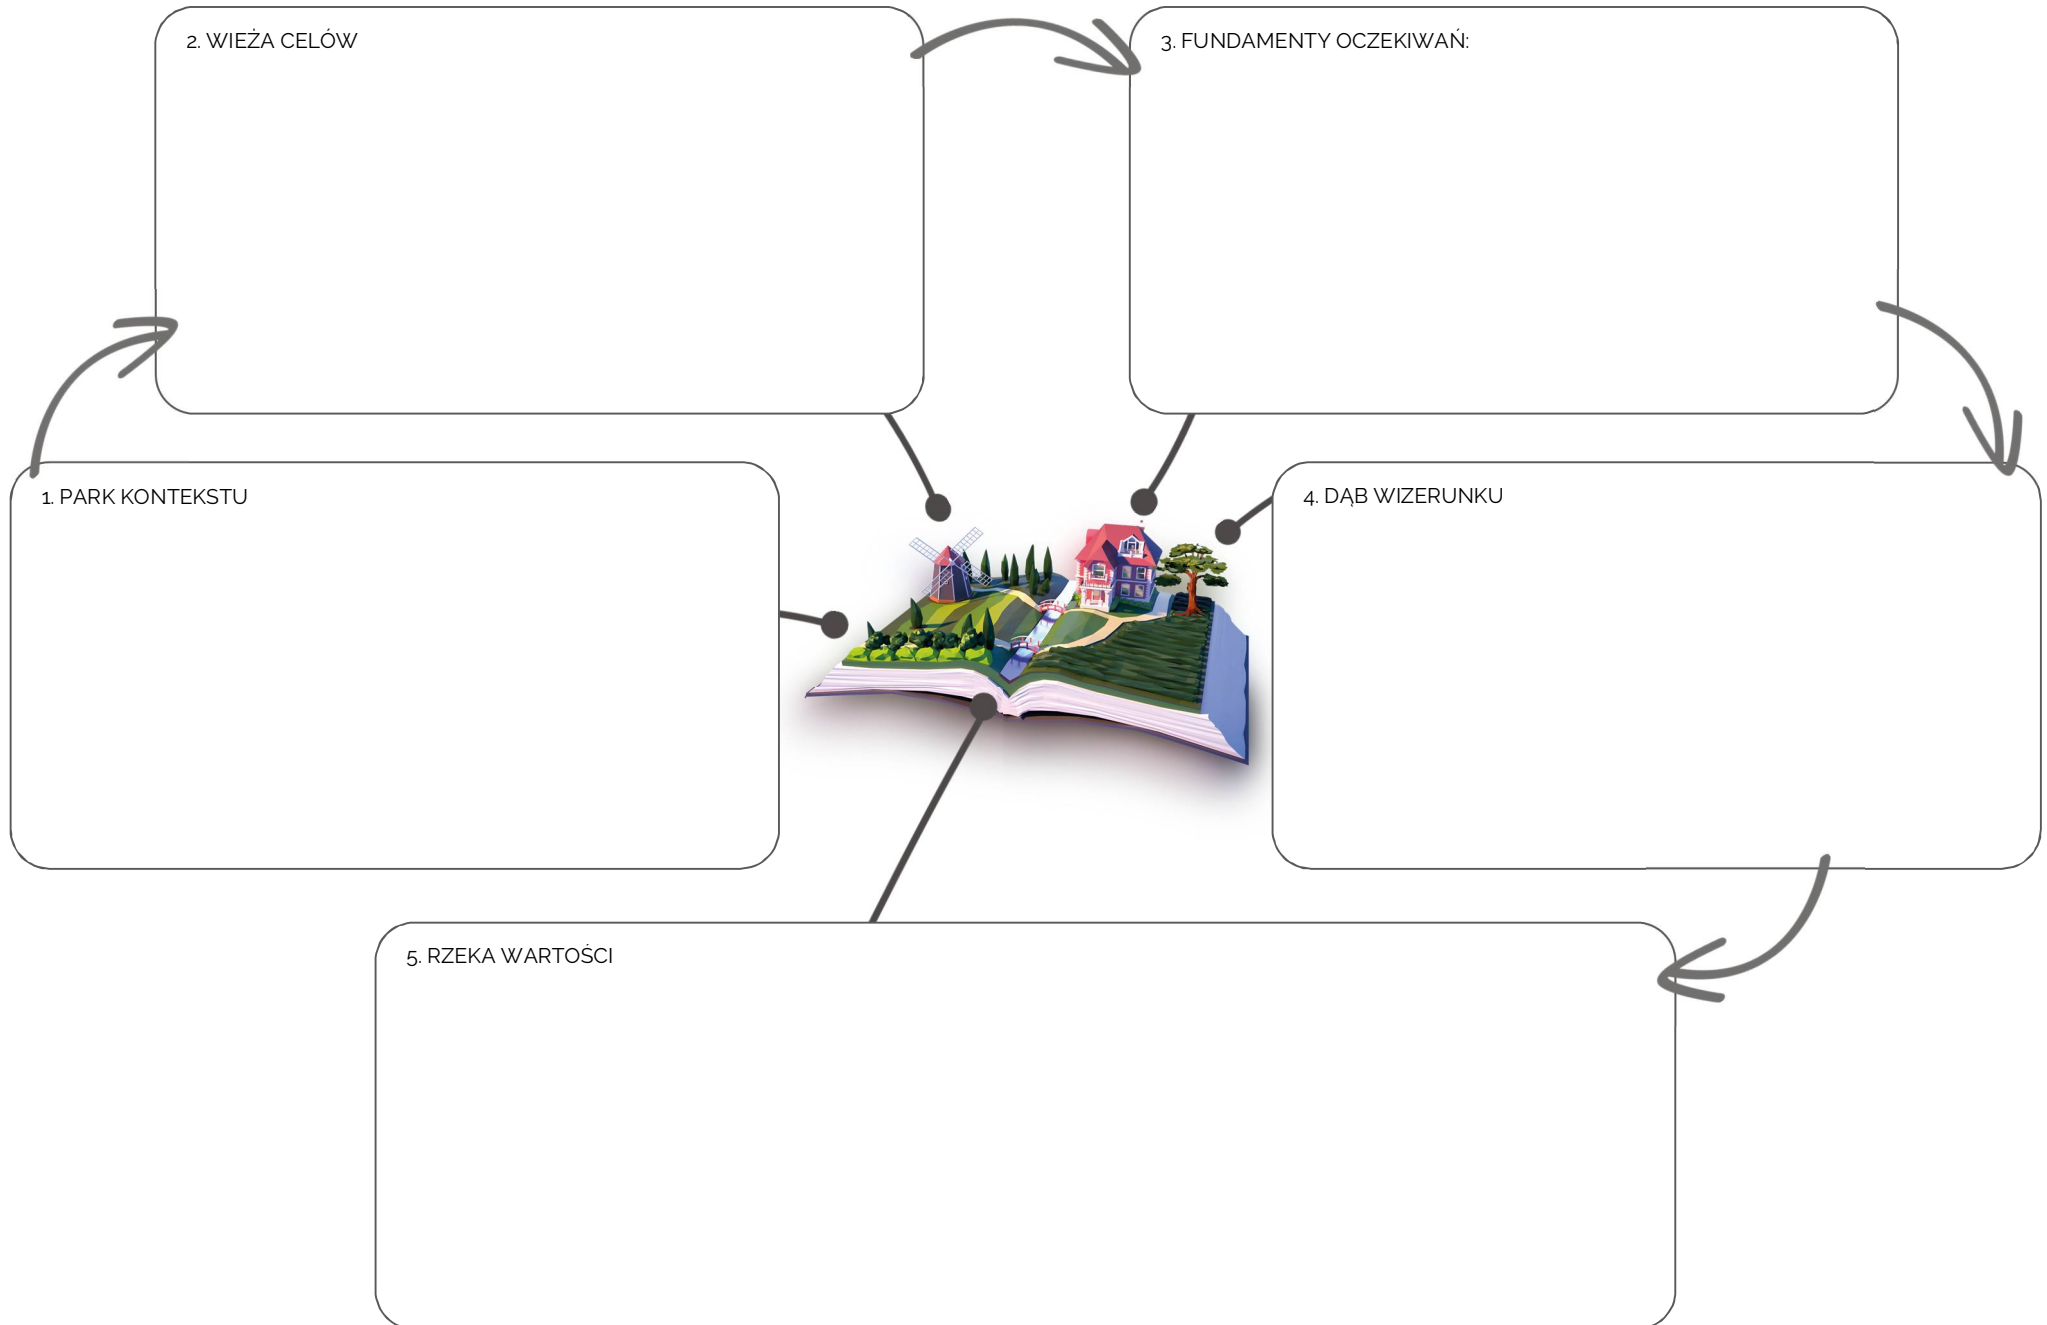 1. PARK KONTEKSTU
2. WIEŻA CELÓW
3. FUNDAMENTY OCZEKIWAŃ:
4. DĄB WIZERUNKU
5. RZEKA WARTOŚCI